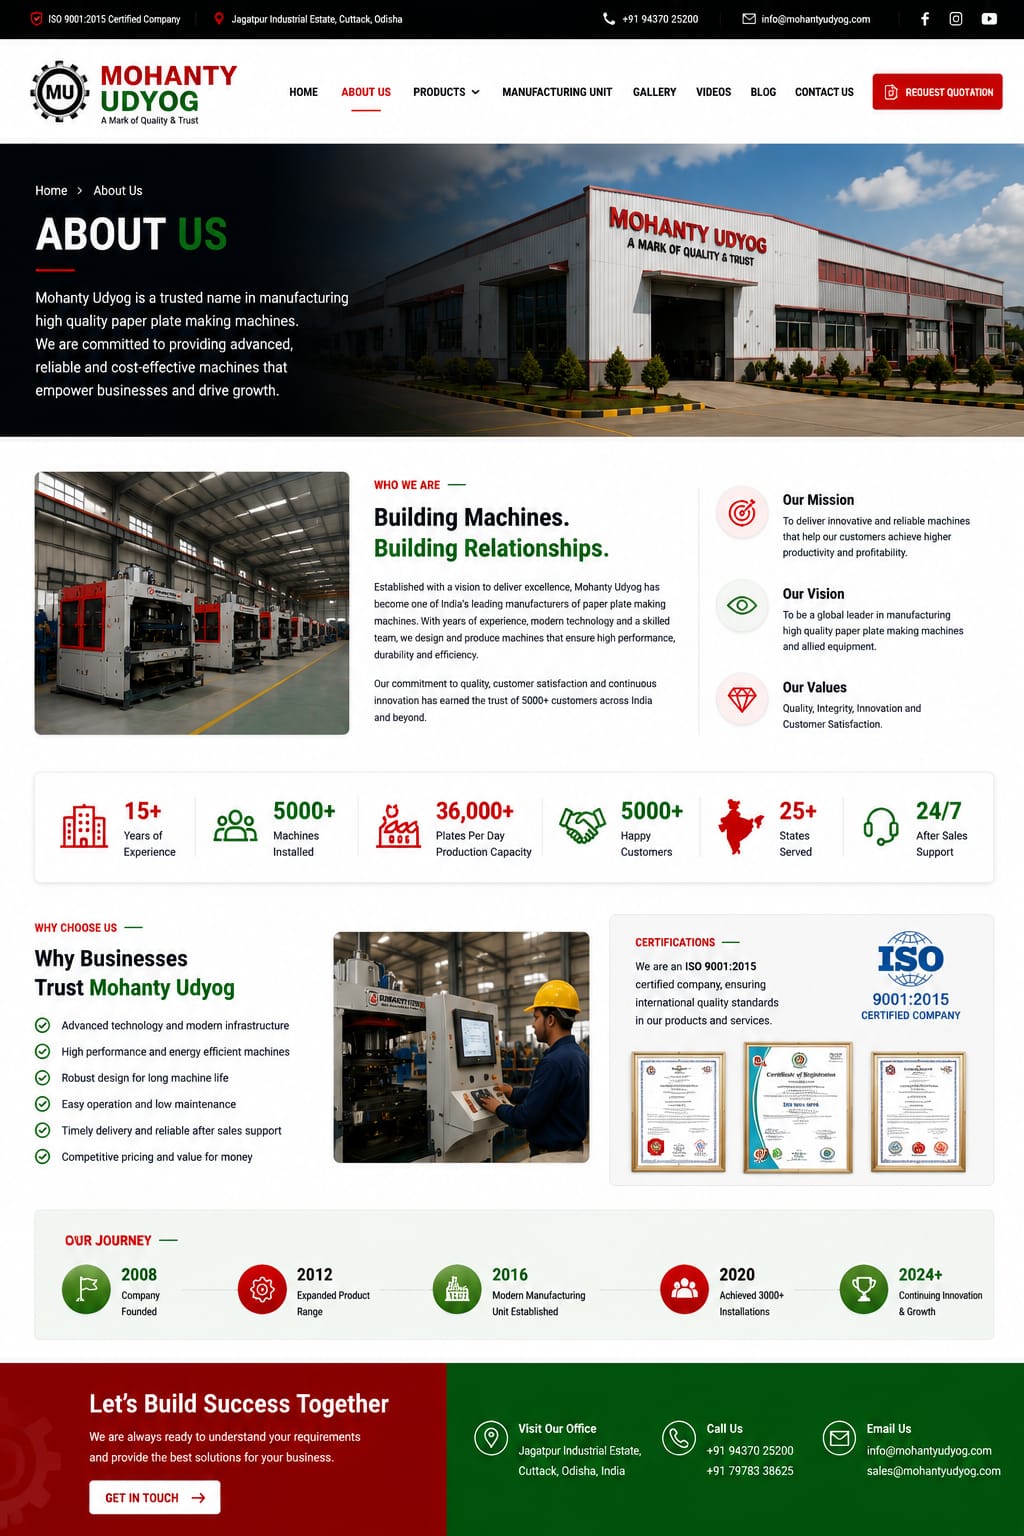 ISO 9001:2015 Certified Company
Jagatpur Industrial Estate, Cuttack, Odisha
+91 94370 25200
info@mohantyudyog.com
MU
MOHANTY
UDYOG
A Mark of Quality & Trust
HOME
ABOUT US
PRODUCTS
MANUFACTURING UNIT
GALLERY
VIDEOS
BLOG
CONTACT US
REQUEST QUOTATION
Home > About Us
ABOUT US
Mohanty Udyog is a trusted name in manufacturing
high quality paper plate making machines.
We are committed to providing advanced,
reliable and cost-effective machines that
empower businesses and drive growth.
MOHANTY UDYOG
A MARK OF QUALITY & TRUST
WHO WE ARE
Building Machines.
Building Relationships.
Established with a vision to deliver excellence, Mohanty Udyog has
become one of India's leading manufacturers of paper plate making
machines. With years of experience, modern technology and a skilled
team, we design and produce machines that ensure high performance,
durability and efficiency.
Our commitment to quality, customer satisfaction and continuous
innovation has earned the trust of 5000+ customers across India
and beyond.
Our Mission
To deliver innovative and reliable machines
that help our customers achieve higher
productivity and profitability.
Our Vision
To be a global leader in manufacturing
high quality paper plate making machines
and allied equipment.
Our Values
Quality, Integrity, Innovation and
Customer Satisfaction.
15+
Years of
Experience
5000+
Machines
Installed
36,000+
Plates Per Day
Production Capacity
5000+
Happy
Customers
25+
States
Served
24/7
After Sales
Support
WHY CHOOSE US
Why Businesses
Trust Mohanty Udyog
Advanced technology and modern infrastructure
High performance and energy efficient machines
Robust design for long machine life
Easy operation and low maintenance
Timely delivery and reliable after sales support
Competitive pricing and value for money
CERTIFICATIONS
We are an ISO 9001:2015
certified company, ensuring
international quality standards
in our products and services.
ISO
9001:2015
CERTIFIED COMPANY
Certificate of Registration
OUR JOURNEY
2008
Company
Founded
2012
Expanded Product
Range
2016
Modern Manufacturing
Unit Established
2020
Achieved 3000+
Installations
2024+
Continuing Innovation
& Growth
Let's Build Success Together
We are always ready to understand your requirements
and provide the best solutions for your business.
GET IN TOUCH
Visit Our Office
Jagatpur Industrial Estate,
Cuttack, Odisha, India
Call Us
+91 94370 25200
+91 79783 38625
Email Us
info@mohantyudyog.com
sales@mohantyudyog.com